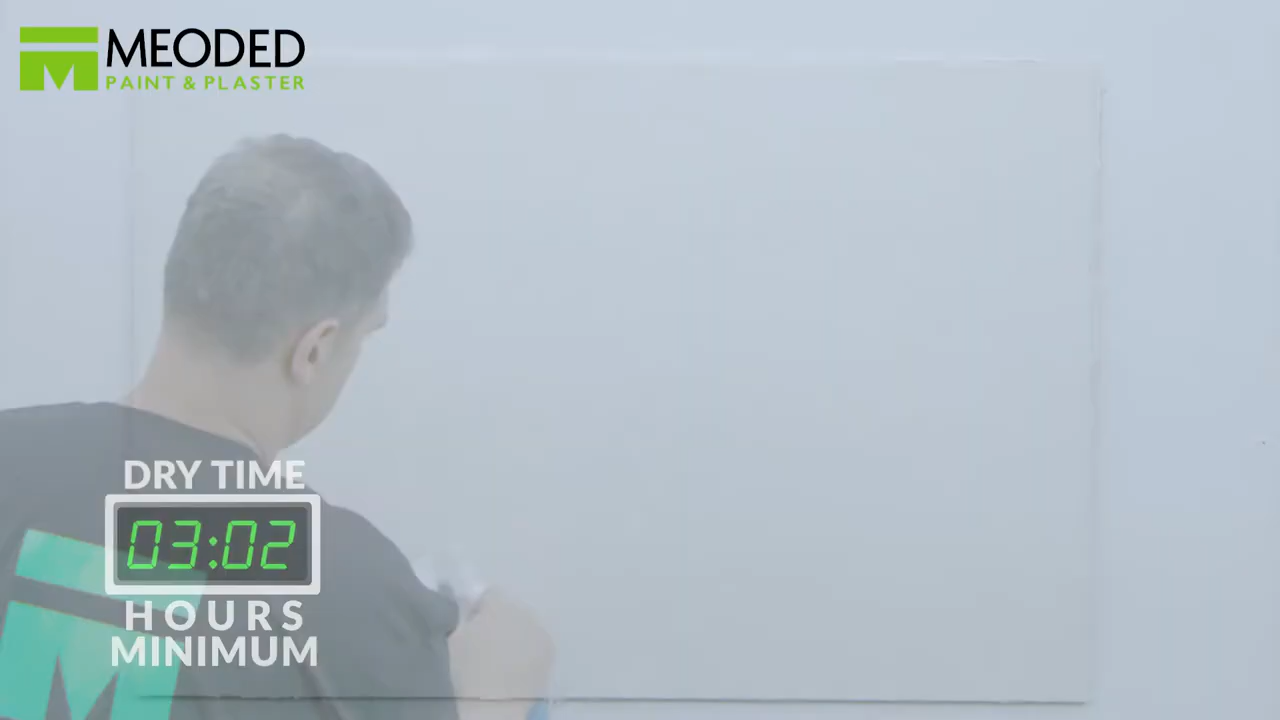 MEODED
PAINT & PLASTER
DRY TIME
03:02
HOURS
MINIMUM